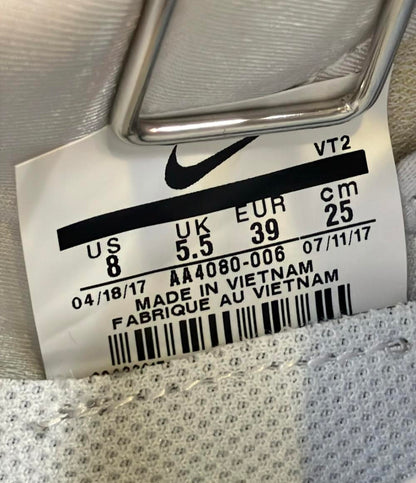 VT2
US UK EUR cm
8 5.5 39 25
04/18/17 AA4080-006 07/11/17
MADE IN VIETNAM
FABRIQUE AU VIETNAM